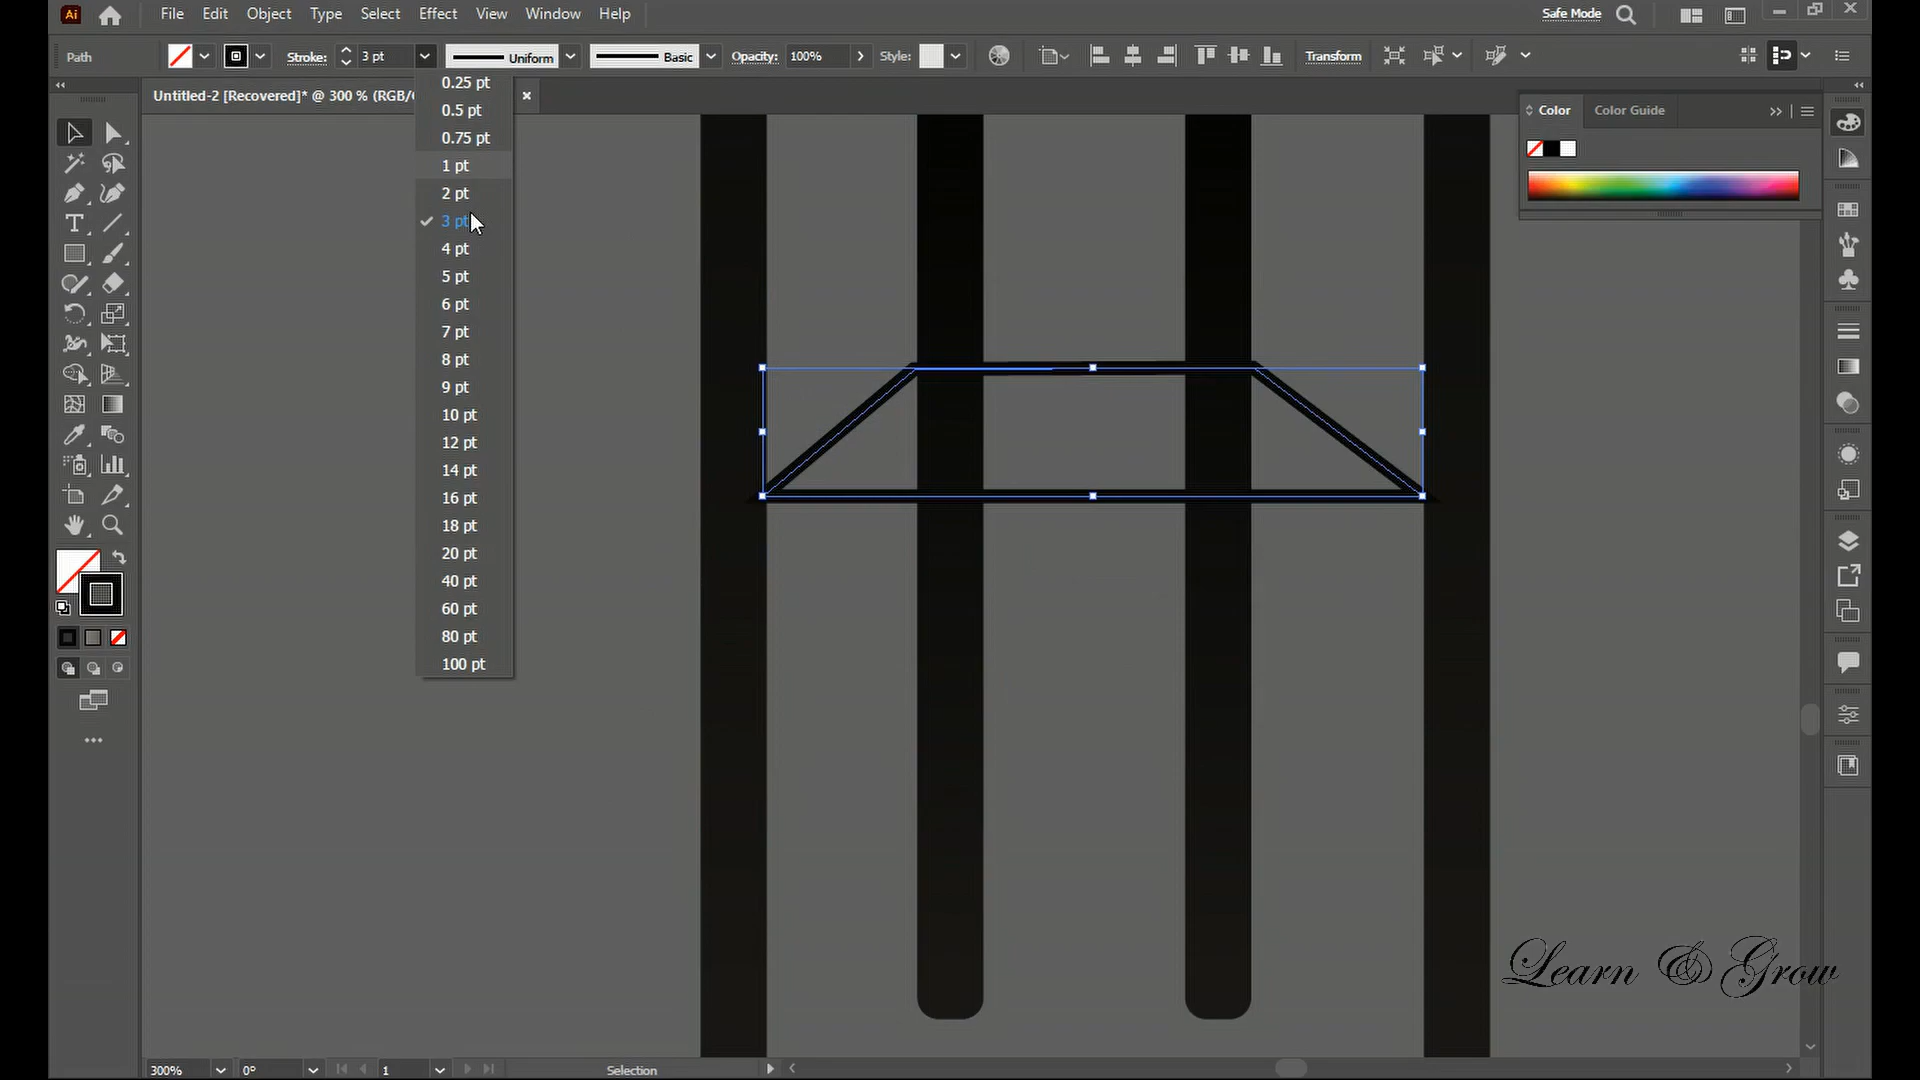 Ai File Edit Object Type Select Effect View Window Help Safe Mode
Path Stroke: 3 pt Uniform Basic Opacity: 100% Style: Transform
Untitled-2 [Recovered]* @ 300 % (RGB/
0.25 pt
0.5 pt
0.75 pt
1 pt
2 pt
3 pt
4 pt
5 pt
6 pt
7 pt
8 pt
9 pt
10 pt
12 pt
14 pt
16 pt
18 pt
20 pt
40 pt
60 pt
80 pt
100 pt
Color Color Guide
Learn & Grow
300% 0° 1 Selection